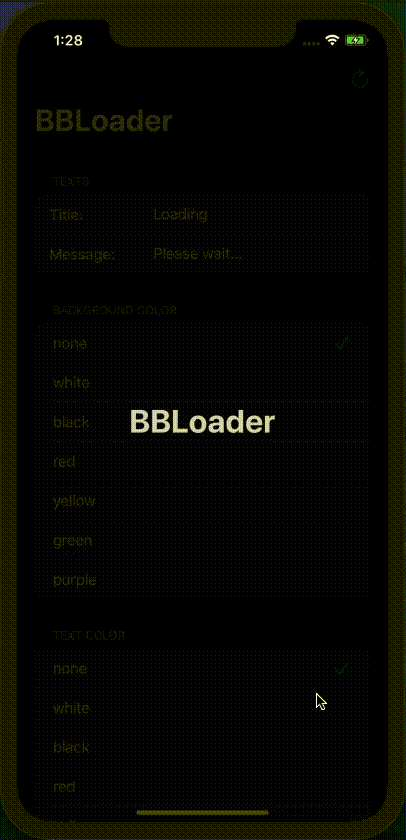 1:28
BBLoader
TEXTS
Title: Loading
Message: Please wait...
BACKGROUND COLOR
none
white
black
BBLoader
red
yellow
green
purple
TEXT COLOR
none
white
black
red